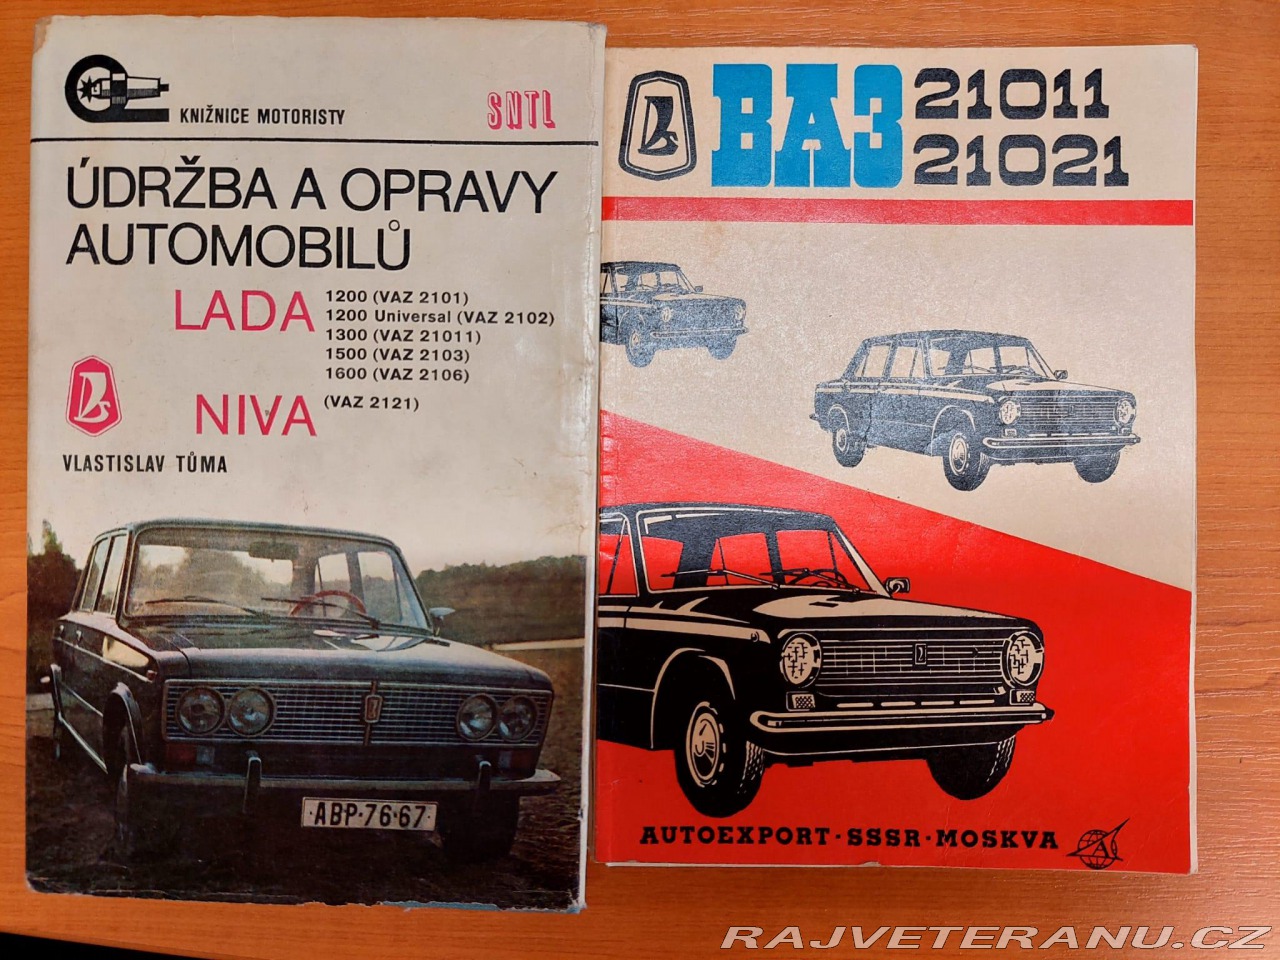 KNIŽNICE MOTORISTY
SNTL
ÚDRŽBA A OPRAVY
AUTOMOBILŮ
LADA
1200 (VAZ 2101)
1200 Universal (VAZ 2102)
1300 (VAZ 21011)
1500 (VAZ 2103)
1600 (VAZ 2106)
NIVA
(VAZ 2121)
VLASTISLAV TŮMA
ABP·76·67
ВАЗ 21011
21021
AUTOEXPORT·SSSR·MOSKVA
RAJVETERANU.CZ